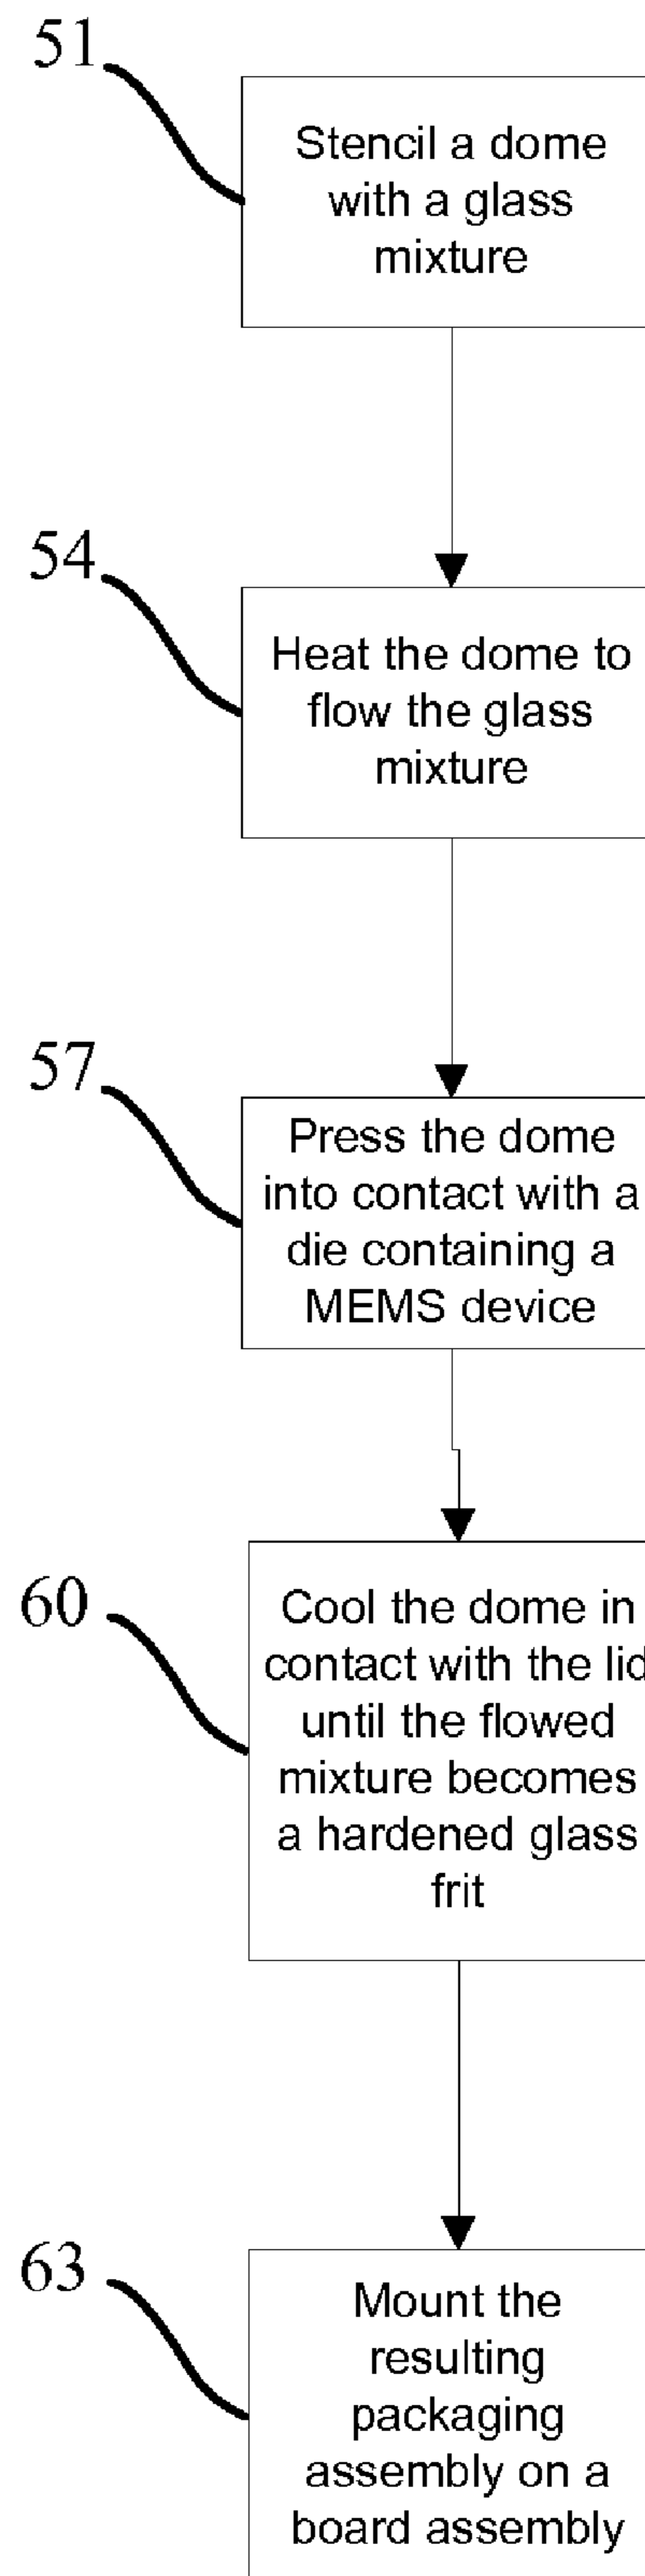 51
Stencil a dome
with a glass
mixture
54
Heat the dome to
flow the glass
mixture
57
Press the dome
into contact with a
die containing a
MEMS device
60
Cool the dome in
contact with the lid
until the flowed
mixture becomes
a hardened glass
frit
63
Mount the
resulting
packaging
assembly on a
board assembly